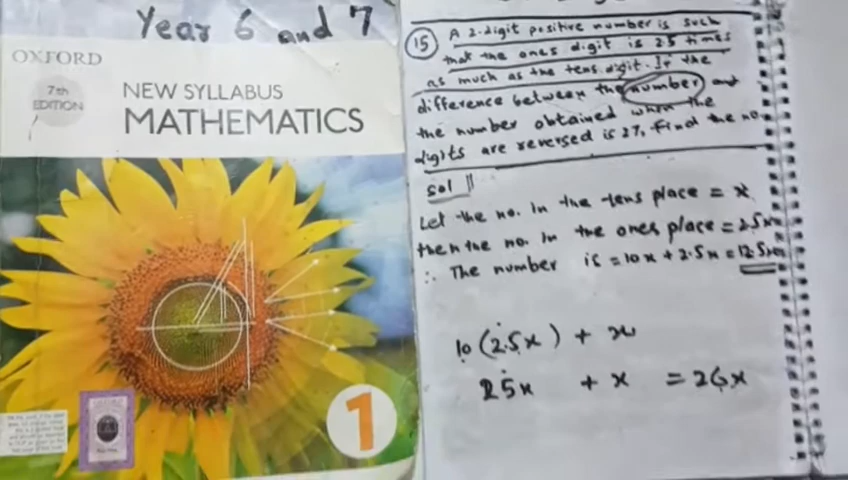 Year 6 and 7
OXFORD
7th
EDITION
NEW SYLLABUS
MATHEMATICS
1
15 A 2-digit positive number is such
that the ones digit is 2.5 times
as much as the tens digit. If the
difference between the number and
the number obtained when the
digits are reversed is 27, find the no.
Sol
Let the no. in the tens place = x
then the no. in the ones place = 2.5x
∴ The number is = 10x + 2.5x = 12.5x
10 (2.5x) + x
25x + x = 26x